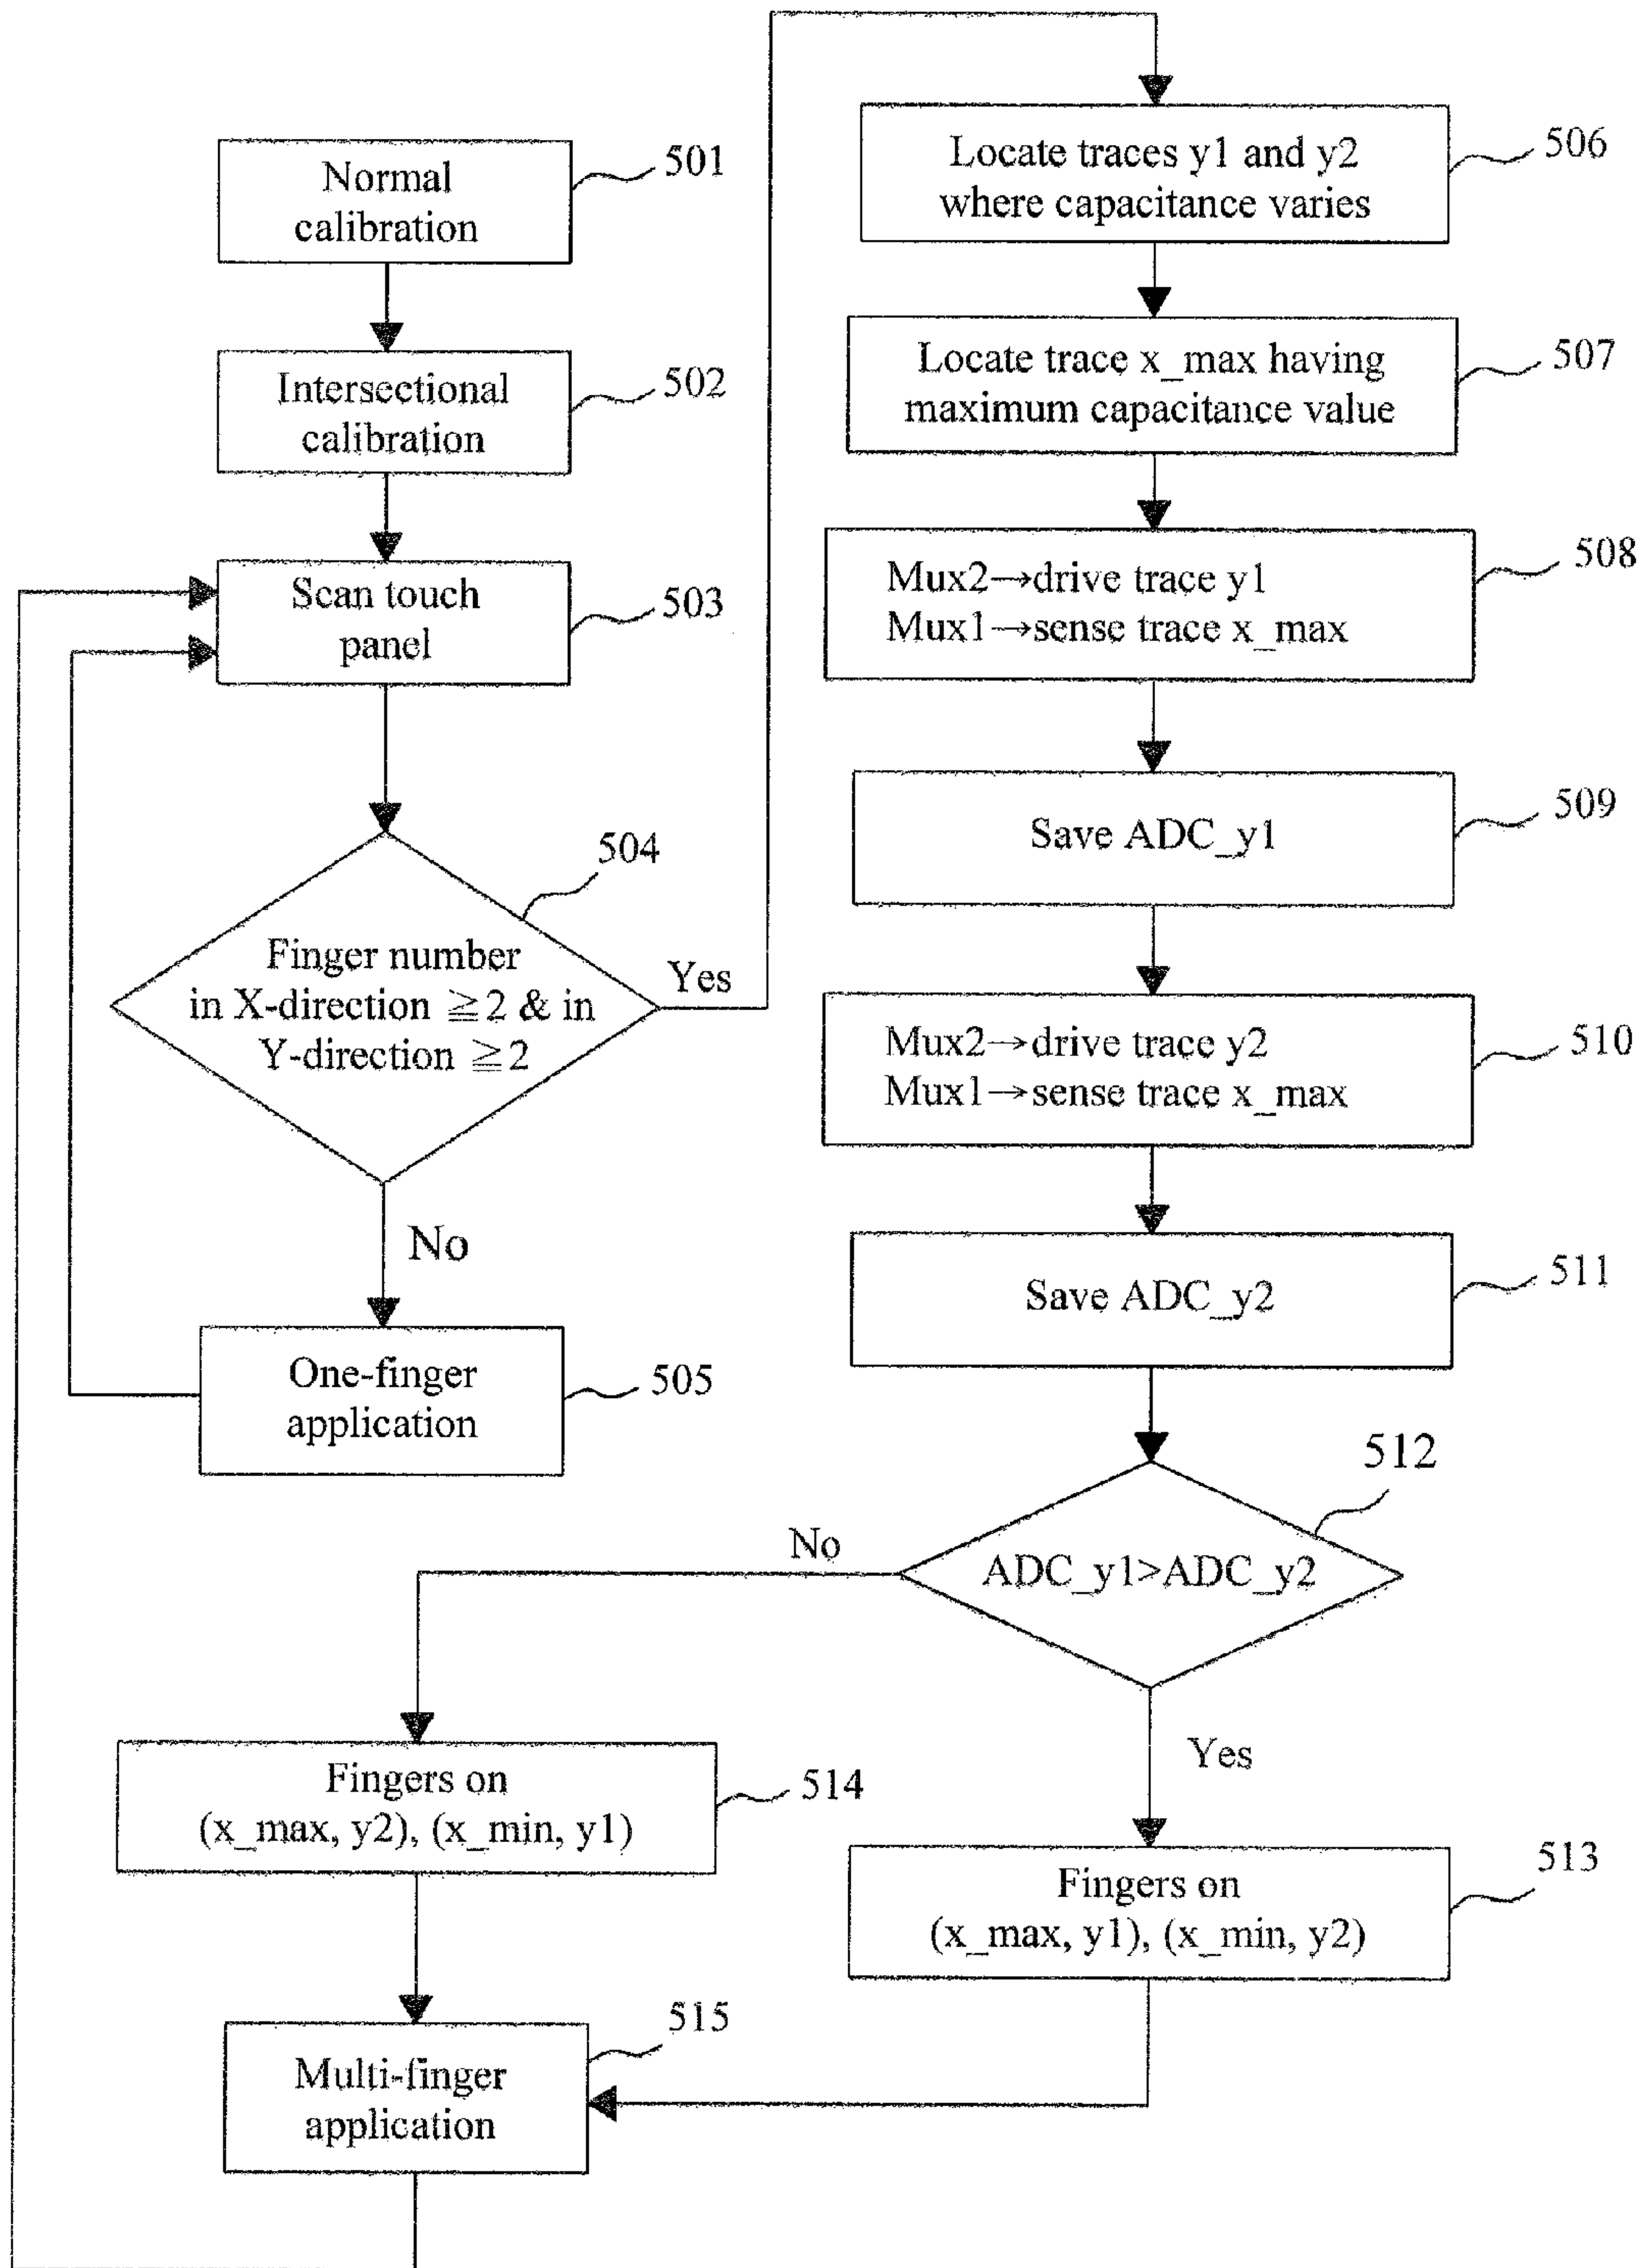 Normal
calibration
501
Intersectional
calibration
502
Scan touch
panel
503
504
Finger number
in X-direction ≧2 & in
Y-direction ≧2
Yes
No
One-finger
application
505
Locate traces y1 and y2
where capacitance varies
506
Locate trace x_max having
maximum capacitance value
507
Mux2→drive trace y1
Mux1→sense trace x_max
508
Save ADC_y1
509
Mux2→drive trace y2
Mux1→sense trace x_max
510
Save ADC_y2
511
512
ADC_y1>ADC_y2
No
Yes
Fingers on
(x_max, y2), (x_min, y1)
514
Fingers on
(x_max, y1), (x_min, y2)
513
Multi-finger
application
515